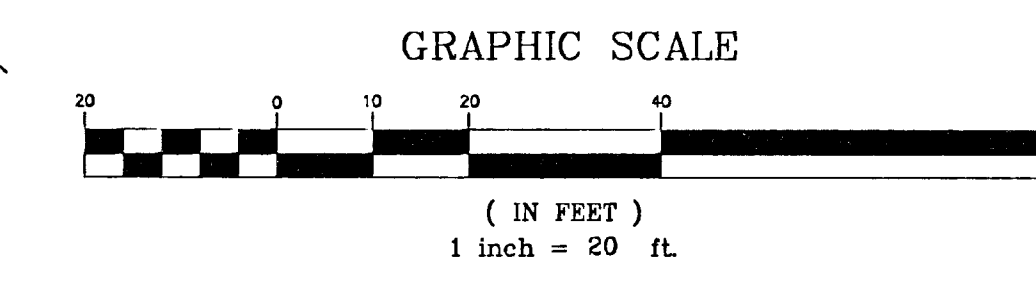 GRAPHIC SCALE
20 0 10 20 40
( IN FEET )
1 inch = 20 ft.